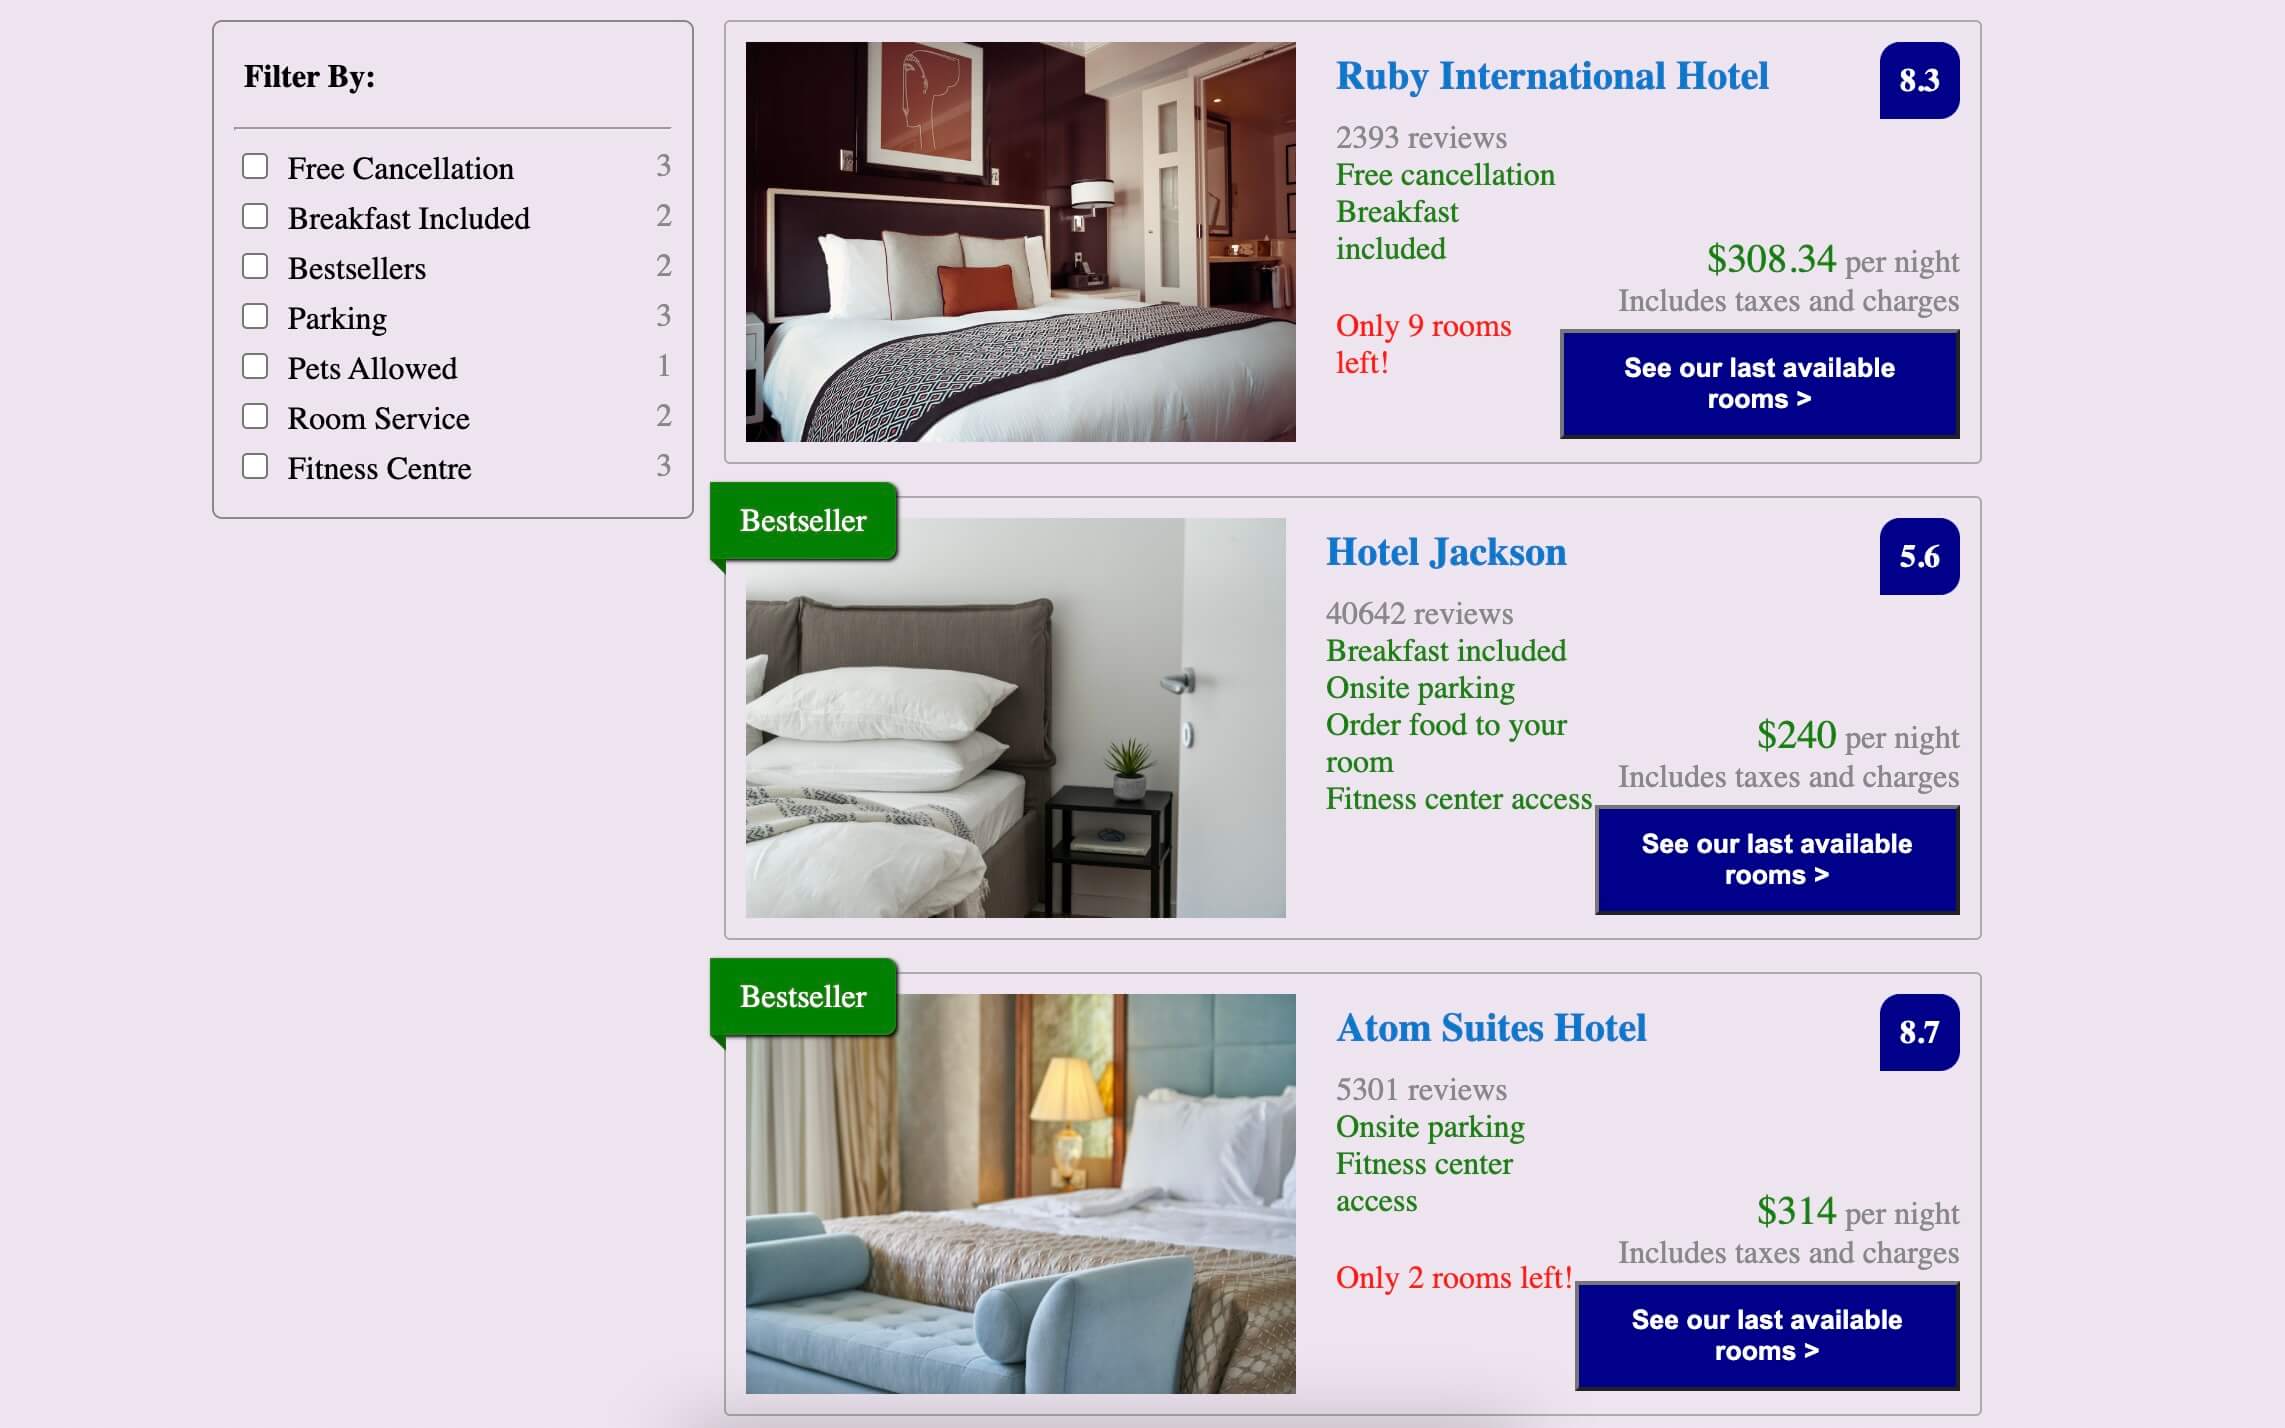 Filter By:
Free Cancellation 3
Breakfast Included 2
Bestsellers 2
Parking 3
Pets Allowed 1
Room Service 2
Fitness Centre 3
Ruby International Hotel
8.3
2393 reviews
Free cancellation
Breakfast
included
Only 9 rooms
left!
$308.34 per night
Includes taxes and charges
See our last available
rooms >
Bestseller
Hotel Jackson
5.6
40642 reviews
Breakfast included
Onsite parking
Order food to your
room
Fitness center access
$240 per night
Includes taxes and charges
See our last available
rooms >
Bestseller
Atom Suites Hotel
8.7
5301 reviews
Onsite parking
Fitness center
access
Only 2 rooms left!
$314 per night
Includes taxes and charges
See our last available
rooms >